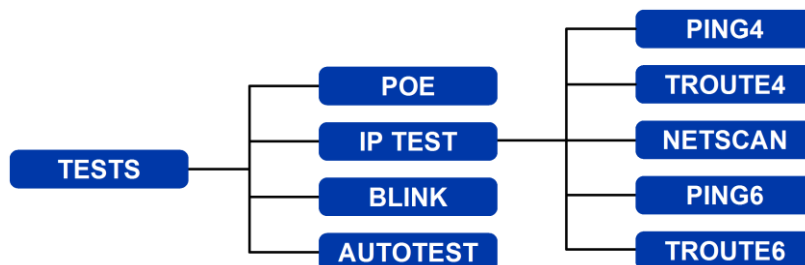 TESTS
POE
IP TEST
BLINK
AUTOTEST
PING4
TROUTE4
NETSCAN
PING6
TROUTE6